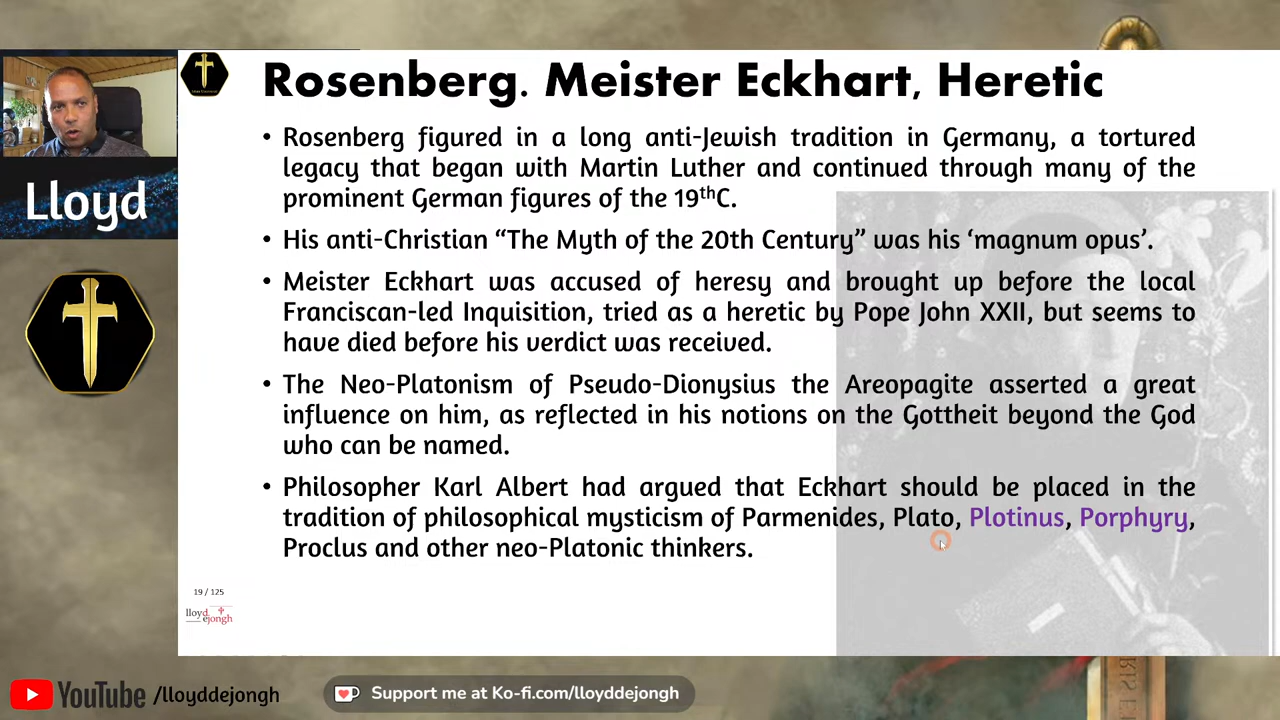 Rosenberg. Meister Eckhart, Heretic
• Rosenberg figured in a long anti-Jewish tradition in Germany, a tortured
legacy that began with Martin Luther and continued through many of the
prominent German figures of the 19thC.
• His anti-Christian “The Myth of the 20th Century” was his ‘magnum opus’.
• Meister Eckhart was accused of heresy and brought up before the local
Franciscan-led Inquisition, tried as a heretic by Pope John XXII, but seems to
have died before his verdict was received.
• The Neo-Platonism of Pseudo-Dionysius the Areopagite asserted a great
influence on him, as reflected in his notions on the Gottheit beyond the God
who can be named.
• Philosopher Karl Albert had argued that Eckhart should be placed in the
tradition of philosophical mysticism of Parmenides, Plato, Plotinus, Porphyry,
Proclus and other neo-Platonic thinkers.
Lloyd
19 / 125
lloyd
dejongh
YouTube /lloyddejongh
Support me at Ko-fi.com/lloyddejongh